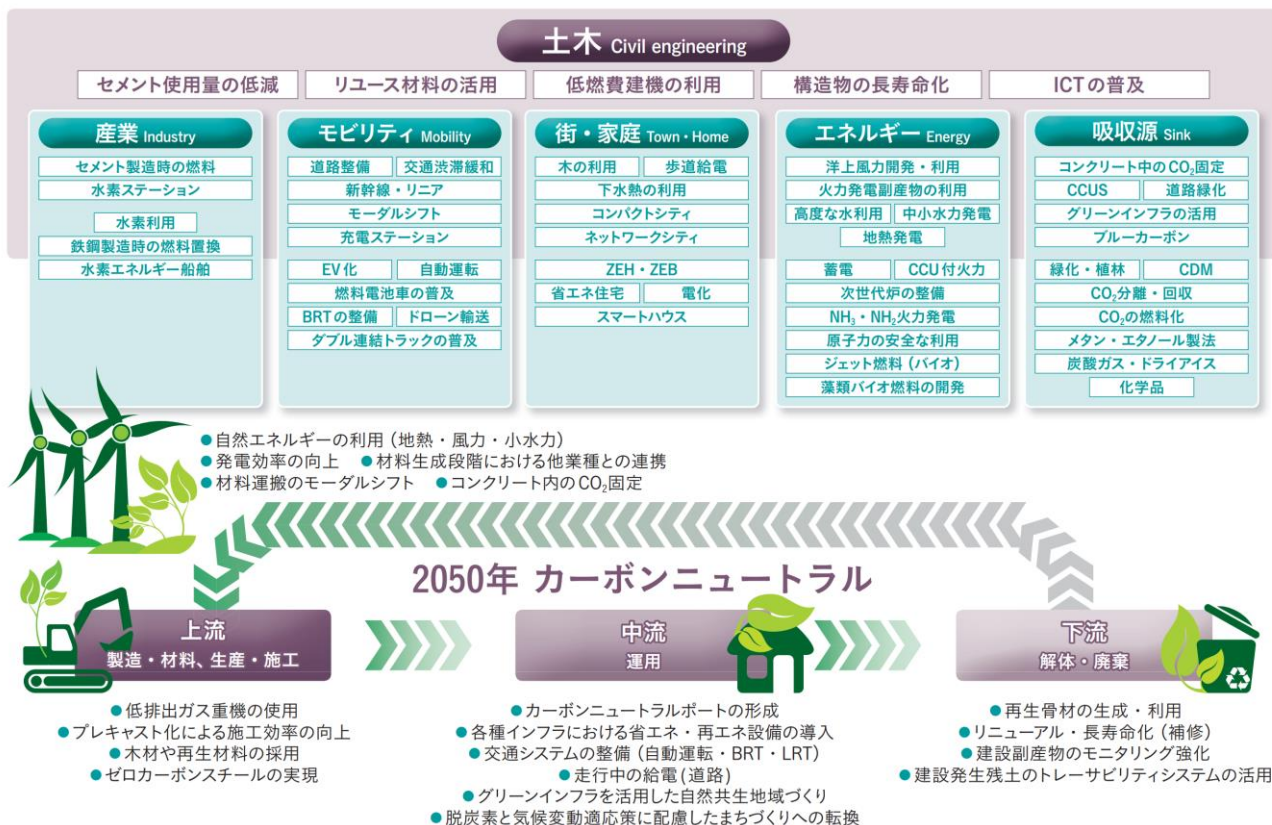 土木 Civil engineering
セメント使用量の低減 リユース材料の活用 低燃費建機の利用 構造物の長寿命化 ICTの普及
産業 Industry
セメント製造時の燃料
水素ステーション
水素利用
鉄鋼製造時の燃料置換
水素エネルギー船舶
モビリティ Mobility
道路整備 交通渋滞緩和
新幹線・リニア
モーダルシフト
充電ステーション
EV化 自動運転
燃料電池車の普及
BRTの整備 ドローン輸送
ダブル連結トラックの普及
街・家庭 Town・Home
木の利用 歩道給電
下水熱の利用
コンパクトシティ
ネットワークシティ
ZEH・ZEB
省エネ住宅 電化
スマートハウス
エネルギー Energy
洋上風力開発・利用
火力発電副産物の利用
高度な水利用 中小水力発電
地熱発電
蓄電 CCU付火力
次世代炉の整備
NH₃・NH₂火力発電
原子力の安全な利用
ジェット燃料(バイオ)
藻類バイオ燃料の開発
吸収源 Sink
コンクリート中のCO₂固定
CCUS 道路緑化
グリーンインフラの活用
ブルーカーボン
緑化・植林 CDM
CO₂分離・回収
CO₂の燃料化
メタン・エタノール製法
炭酸ガス・ドライアイス
化学品
●自然エネルギーの利用(地熱・風力・小水力)
●発電効率の向上 ●材料生成段階における他業種との連携
●材料運搬のモーダルシフト ●コンクリート内のCO₂固定
2050年 カーボンニュートラル
上流
製造・材料、生産・施工
●低排出ガス重機の使用
●プレキャスト化による施工効率の向上
●木材や再生材料の採用
●ゼロカーボンスチールの実現
中流
運用
●カーボンニュートラルポートの形成
●各種インフラにおける省エネ・再エネ設備の導入
●交通システムの整備(自動運転・BRT・LRT)
●走行中の給電(道路)
●グリーンインフラを活用した自然共生地域づくり
●脱炭素と気候変動適応策に配慮したまちづくりへの転換
下流
解体・廃棄
●再生骨材の生成・利用
●リニューアル・長寿命化(補修)
●建設副産物のモニタリング強化
●建設発生残土のトレーサビリティシステムの活用